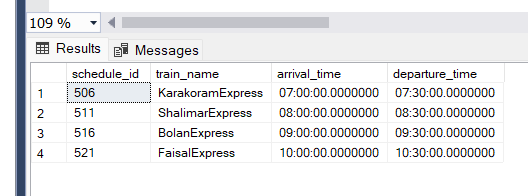 109 %
Results Messages
schedule_id train_name arrival_time departure_time
1 506 KarakoramExpress 07:00:00.0000000 07:30:00.0000000
2 511 ShalimarExpress 08:00:00.0000000 08:30:00.0000000
3 516 BolanExpress 09:00:00.0000000 09:30:00.0000000
4 521 FaisalExpress 10:00:00.0000000 10:30:00.0000000